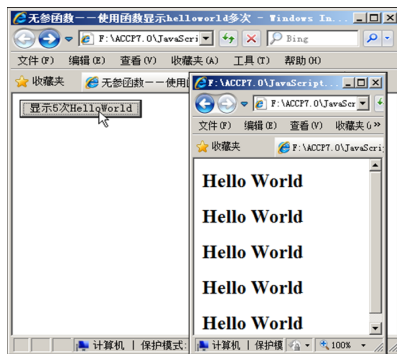 无参函数－－使用函数显示helloworld多次 - Windows In...
F:\ACCP7.0\JavaScri
Bing
文件(F) 编辑(E) 查看(V) 收藏夹(A) 工具(T) 帮助(H)
收藏夹 无参函数－－使用
显示5次HelloWorld
F:\ACCP7.0\JavaScript...
F:\ACCP7.0\JavaScr
文件(F) 编辑(E) 查看(V) 收藏夹( »
收藏夹 F:\ACCP7.0\JavaScri
Hello World
Hello World
Hello World
Hello World
Hello World
计算机 | 保护模式:
计算机 | 保护模 100%